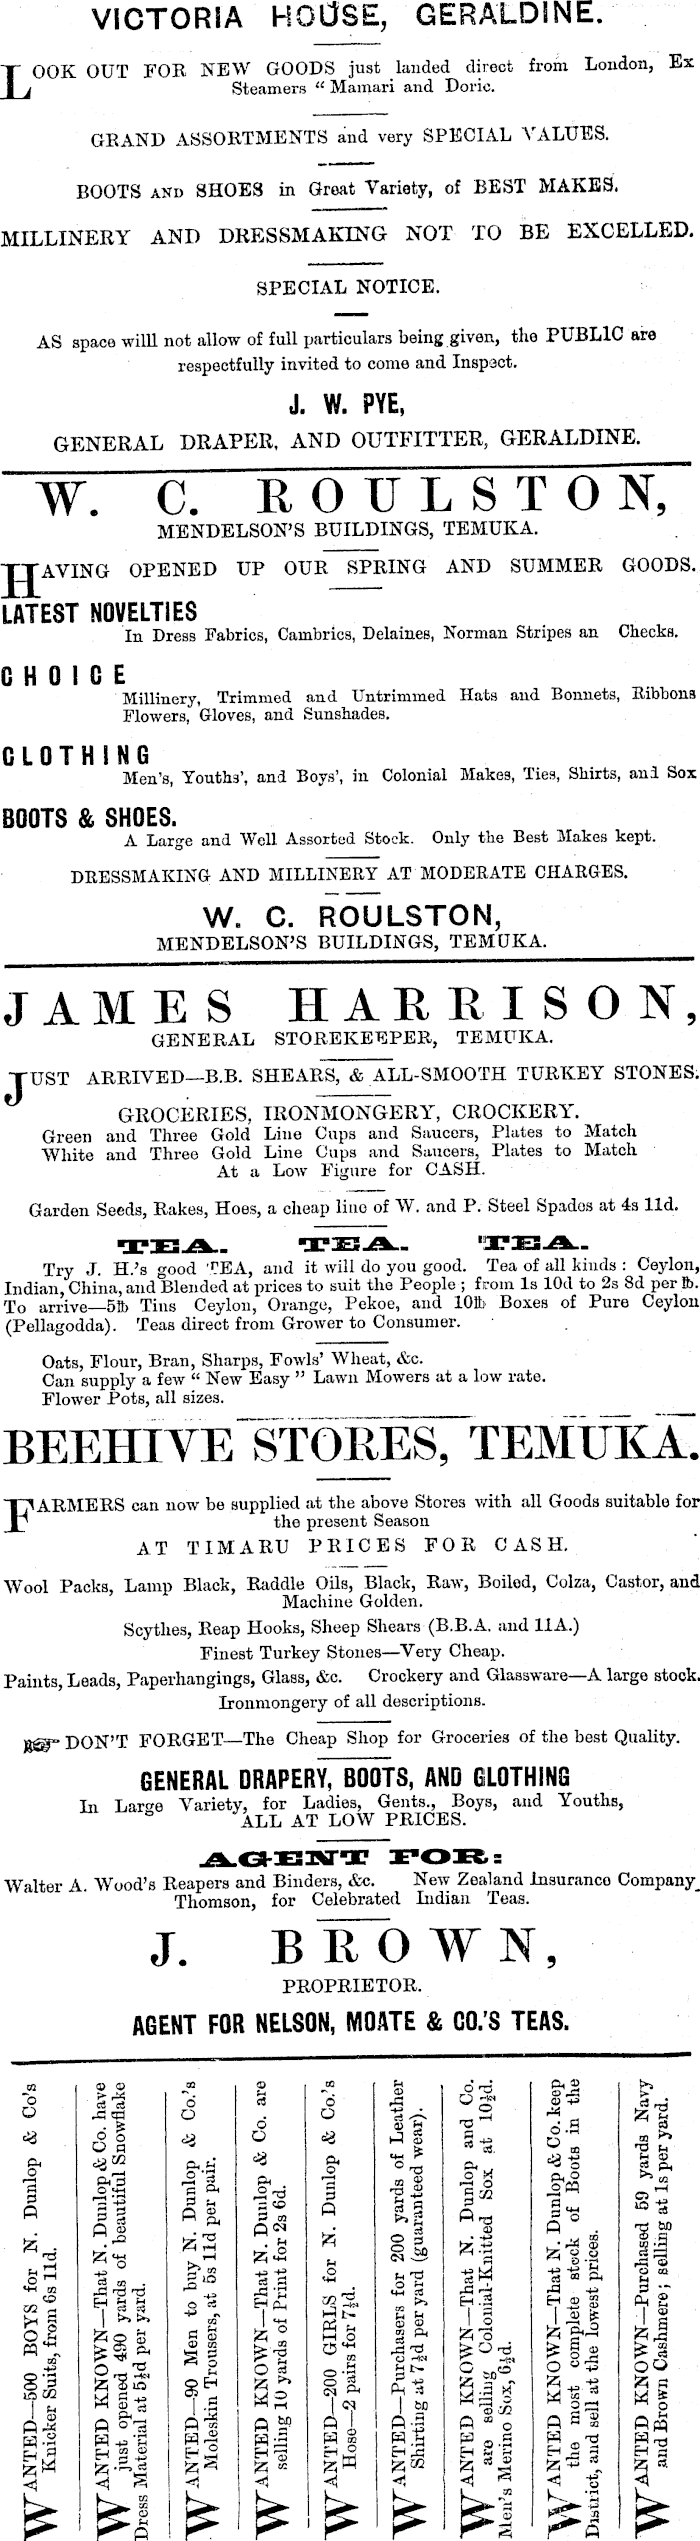 VICTORIA HOUSE, GERALDINE.
LOOK OUT FOR NEW GOODS just landed direct from London, Ex
Steamers “ Mamari and Doric.
GRAND ASSORTMENTS and very SPECIAL VALUES.
BOOTS AND SHOES in Great Variety, of BEST MAKES.
MILLINERY AND DRESSMAKING NOT TO BE EXCELLED.
SPECIAL NOTICE.
AS space willl not allow of full particulars being given, the PUBL1C are
respectfully invited to come and Inspect.
J. W. PYE,
GENERAL DRAPER, AND OUTFITTER, GERALDINE.
W. C. ROULSTON,
MENDELSON'S BUILDINGS, TEMUKA.
HAVING OPENED UP OUR SPRING AND SUMMER GOODS.
LATEST NOVELTIES
In Dress Fabrics, Cambrics, Delaines, Norman Stripes an Checks.
CHOICE
Millinery, Trimmed and Untrimmed Hats and Bonnets, Ribbons
Flowers, Gloves, and Sunshades.
CLOTHING
Men's, Youths', and Boys', in Colonial Makes, Ties, Shirts, and Sox
BOOTS & SHOES.
A Large and Well Assorted Stock. Only the Best Makes kept.
DRESSMAKING AND MILLINERY AT MODERATE CHARGES.
W. C. ROULSTON,
MENDELSON'S BUILDINGS, TEMUKA.
JAMES HARRISON,
GENERAL STOREKEEPER, TEMUKA.
JUST ARRIVED—B.B. SHEARS, & ALL-SMOOTH TURKEY STONES.
GROCERIES, IRONMONGERY, CROCKERY.
Green and Three Gold Line Cups and Saucers, Plates to Match
White and Three Gold Line Cups and Saucers, Plates to Match
At a Low Figure for CASH.
Garden Seeds, Rakes, Hoes, a cheap line of W. and P. Steel Spades at 4s 11d.
TEA. TEA. TEA.
Try J. H.'s good TEA, and it will do you good. Tea of all kinds : Ceylon,
Indian, China, and Blended at prices to suit the People ; from 1s 10d to 2s 8d per lb.
To arrive—5lb Tins Ceylon, Orange, Pekoe, and 10lb Boxes of Pure Ceylon
(Pellagodda). Teas direct from Grower to Consumer.
Oats, Flour, Bran, Sharps, Fowls' Wheat, &c.
Can supply a few “ New Easy ” Lawn Mowers at a low rate.
Flower Pots, all sizes.
BEEHIVE STORES, TEMUKA.
FARMERS can now be supplied at the above Stores with all Goods suitable for
the present Season
AT TIMARU PRICES FOR CASH.
Wool Packs, Lamp Black, Raddle Oils, Black, Raw, Boiled, Colza, Castor, and
Machine Golden.
Scythes, Reap Hooks, Sheep Shears (B.B.A. and 11A.)
Finest Turkey Stones—Very Cheap.
Paints, Leads, Paperhangings, Glass, &c. Crockery and Glassware—A large stock.
Ironmongery of all descriptions.
DON'T FORGET—The Cheap Shop for Groceries of the best Quality.
GENERAL DRAPERY, BOOTS, AND CLOTHING
In Large Variety, for Ladies, Gents., Boys, and Youths,
ALL AT LOW PRICES.
AGENT FOR:
Walter A. Wood's Reapers and Binders, &c. New Zealand Insurance Company
Thomson, for Celebrated Indian Teas.
J. BROWN,
PROPRIETOR.
AGENT FOR NELSON, MOATE & CO.'S TEAS.
WANTED—500 BOYS for N. Dunlop & Co's
Knicker Suits, from 6s 11d.
WANTED KNOWN—That N. Dunlop & Co. have
just opened 490 yards of beautiful Snowflake
Dress Material at 5½d per yard.
WANTED—90 Men to buy N. Dunlop & Co.'s
Moleskin Trousers, at 5s 11d per pair.
WANTED KNOWN—That N. Dunlop & Co. are
selling 10 yards of Print for 2s 6d.
WANTED—200 GIRLS for N. Dunlop & Co.'s
Hose—2 pairs for 7½d.
WANTED—Purchasers for 200 yards of Leather
Shirting at 7½d per yard (guaranteed wear).
WANTED KNOWN—That N. Dunlop and Co.
are selling Colonial-Knitted Sox at 10½d.
Men's Merino Sox, 6½d.
WANTED KNOWN—That N. Dunlop & Co. keep
the most complete stock of Boots in the
District, and sell at the lowest prices.
WANTED KNOWN—Purchased 59 yards Navy
and Brown Cashmere; selling at 1s per yard.